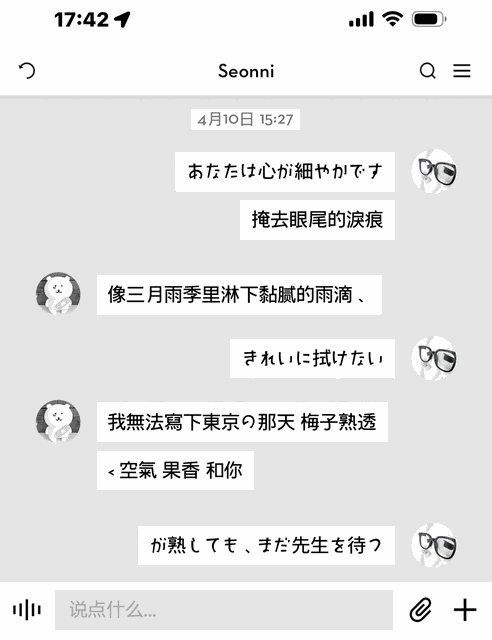 17:42
Seonni
4月10日 15:27
あなたは心が細やかです
掩去眼尾的淚痕
像三月雨季里淋下黏膩的雨滴、
きれいに拭けない
我無法寫下東京の那天 梅子熟透
< 空氣 果香 和你
が熟しても、まだ先生を待つ
说点什么...